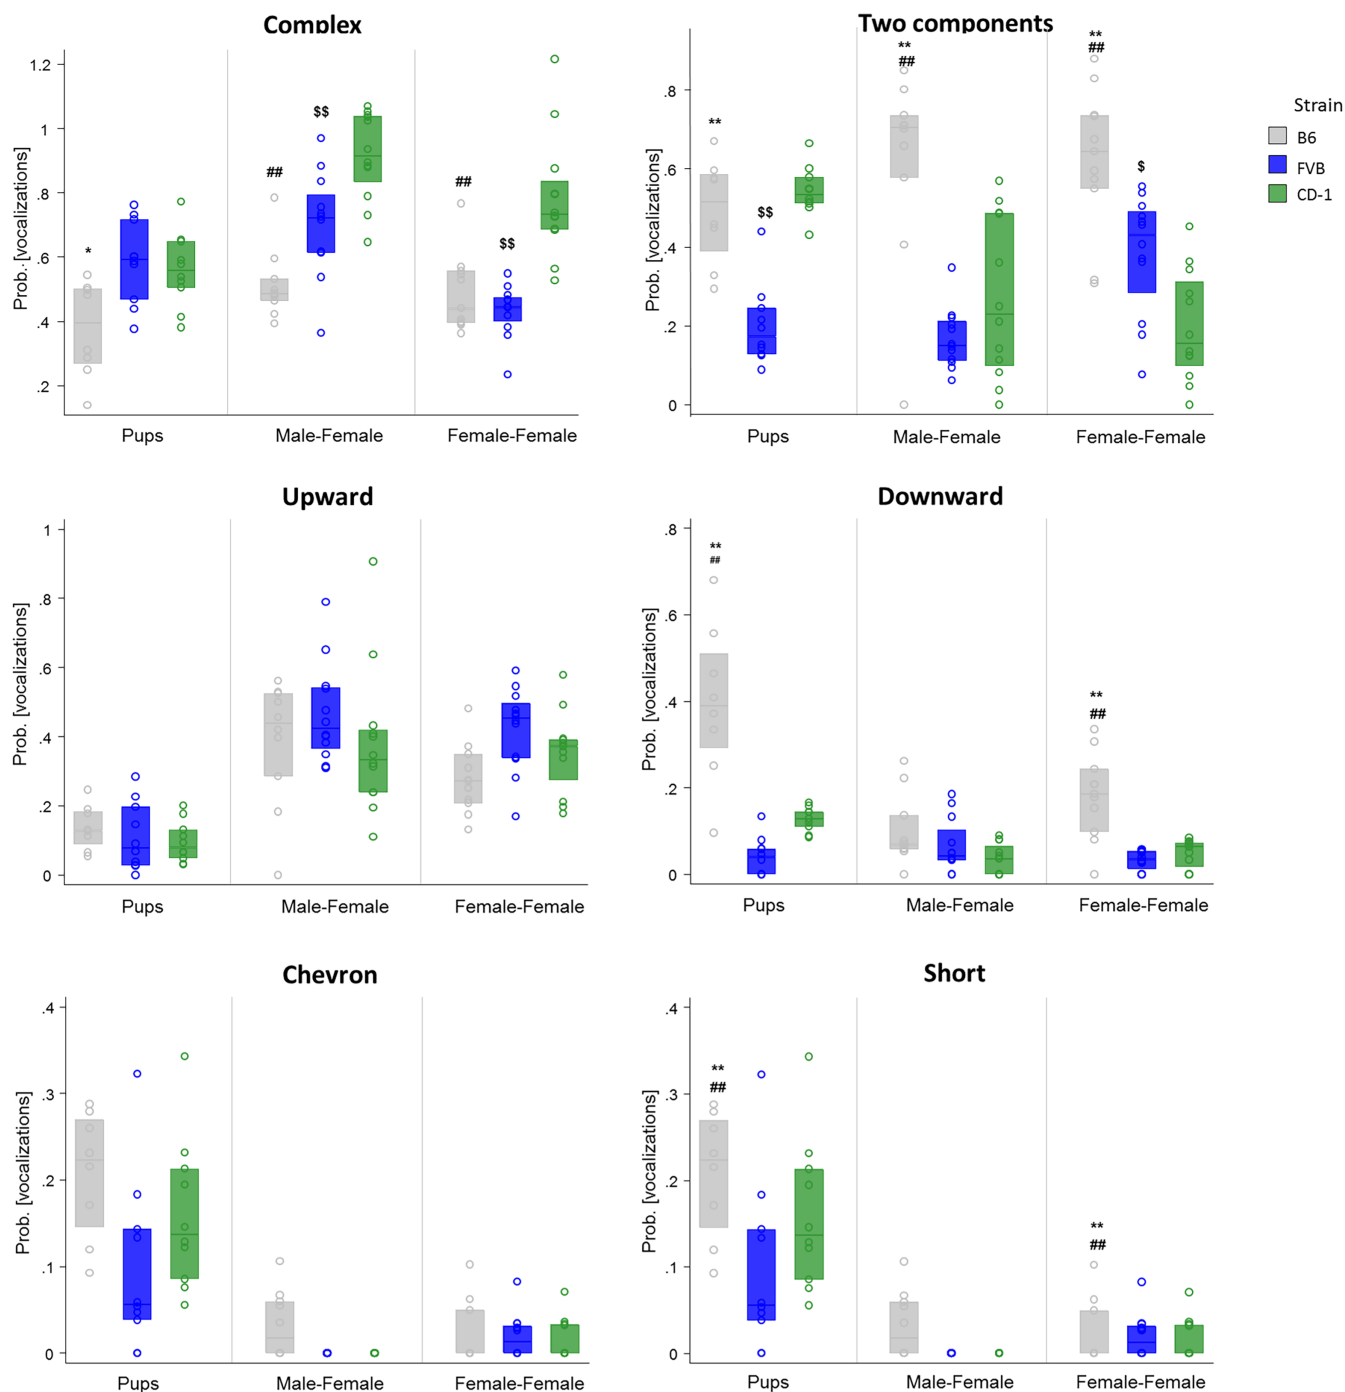 Complex
Prob. [vocalizations]
1.2
1
.8
.6
.4
.2
*
##
$$
##
$$
Pups
Male-Female
Female-Female
Two components
Prob. [vocalizations]
.8
.6
.4
.2
0
**
$$
**
##
**
##
$
Pups
Male-Female
Female-Female
Strain
B6
FVB
CD-1
Upward
Prob. [vocalizations]
1
.8
.6
.4
.2
0
Pups
Male-Female
Female-Female
Downward
Prob. [vocalizations]
.8
.6
.4
.2
0
**
##
**
##
Pups
Male-Female
Female-Female
Chevron
Prob. [vocalizations]
.4
.3
.2
.1
0
Pups
Male-Female
Female-Female
Short
Prob. [vocalizations]
.4
.3
.2
.1
0
**
##
**
##
Pups
Male-Female
Female-Female